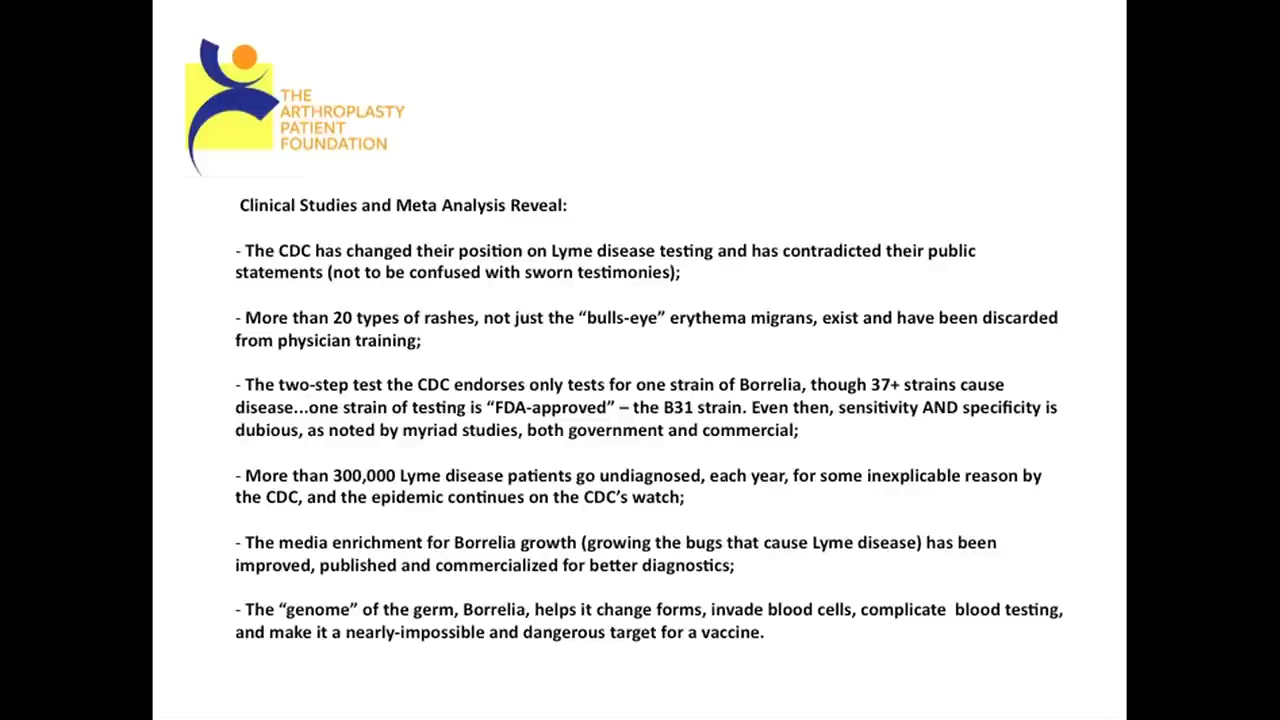 THE
ARTHROPLASTY
PATIENT
FOUNDATION
Clinical Studies and Meta Analysis Reveal:
- The CDC has changed their position on Lyme disease testing and has contradicted their public
statements (not to be confused with sworn testimonies);
- More than 20 types of rashes, not just the “bulls-eye” erythema migrans, exist and have been discarded
from physician training;
- The two-step test the CDC endorses only tests for one strain of Borrelia, though 37+ strains cause
disease...one strain of testing is “FDA-approved” – the B31 strain. Even then, sensitivity AND specificity is
dubious, as noted by myriad studies, both government and commercial;
- More than 300,000 Lyme disease patients go undiagnosed, each year, for some inexplicable reason by
the CDC, and the epidemic continues on the CDC’s watch;
- The media enrichment for Borrelia growth (growing the bugs that cause Lyme disease) has been
improved, published and commercialized for better diagnostics;
- The “genome” of the germ, Borrelia, helps it change forms, invade blood cells, complicate  blood testing,
and make it a nearly-impossible and dangerous target for a vaccine.